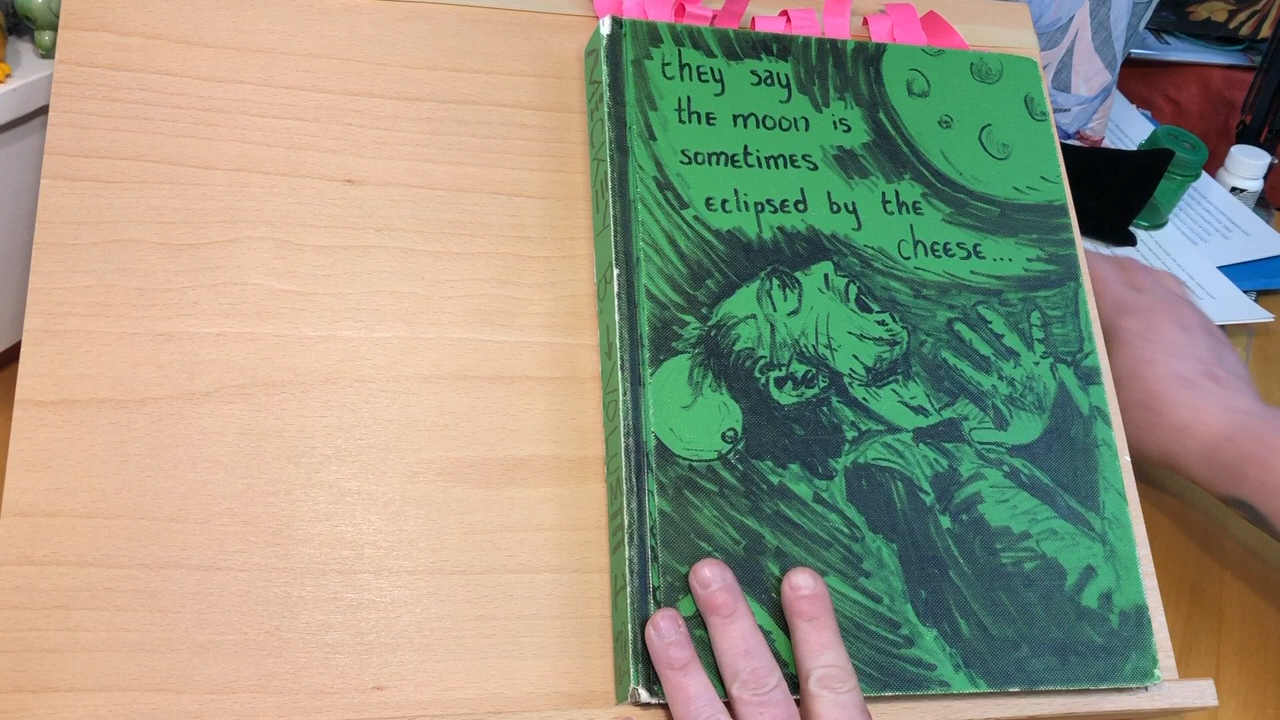 they say
the moon is
sometimes
eclipsed by the
cheese...